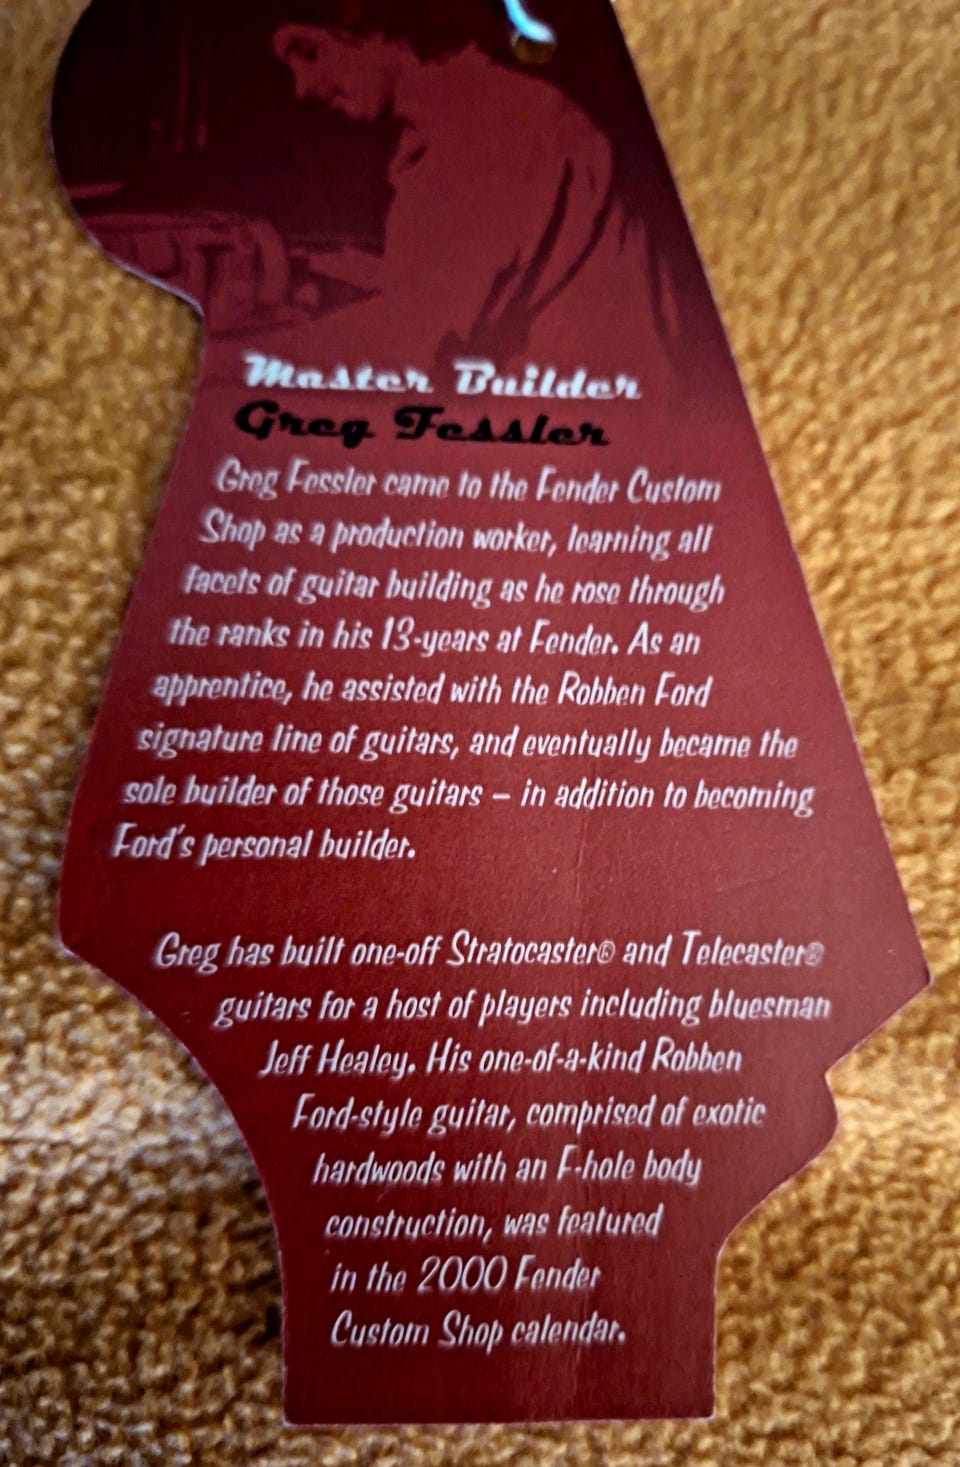 Master Builder
Greg Fessler
Greg Fessler came to the Fender Custom
Shop as a production worker, learning all
facets of guitar building as he rose through
the ranks in his 13-years at Fender. As an
apprentice, he assisted with the Robben Ford
signature line of guitars, and eventually became the
sole builder of those guitars – in addition to becoming
Ford's personal builder.
Greg has built one-off Stratocaster® and Telecaster®
guitars for a host of players including bluesman
Jeff Healey. His one-of-a-kind Robben
Ford-style guitar, comprised of exotic
hardwoods with an F-hole body
construction, was featured
in the 2000 Fender
Custom Shop calendar.